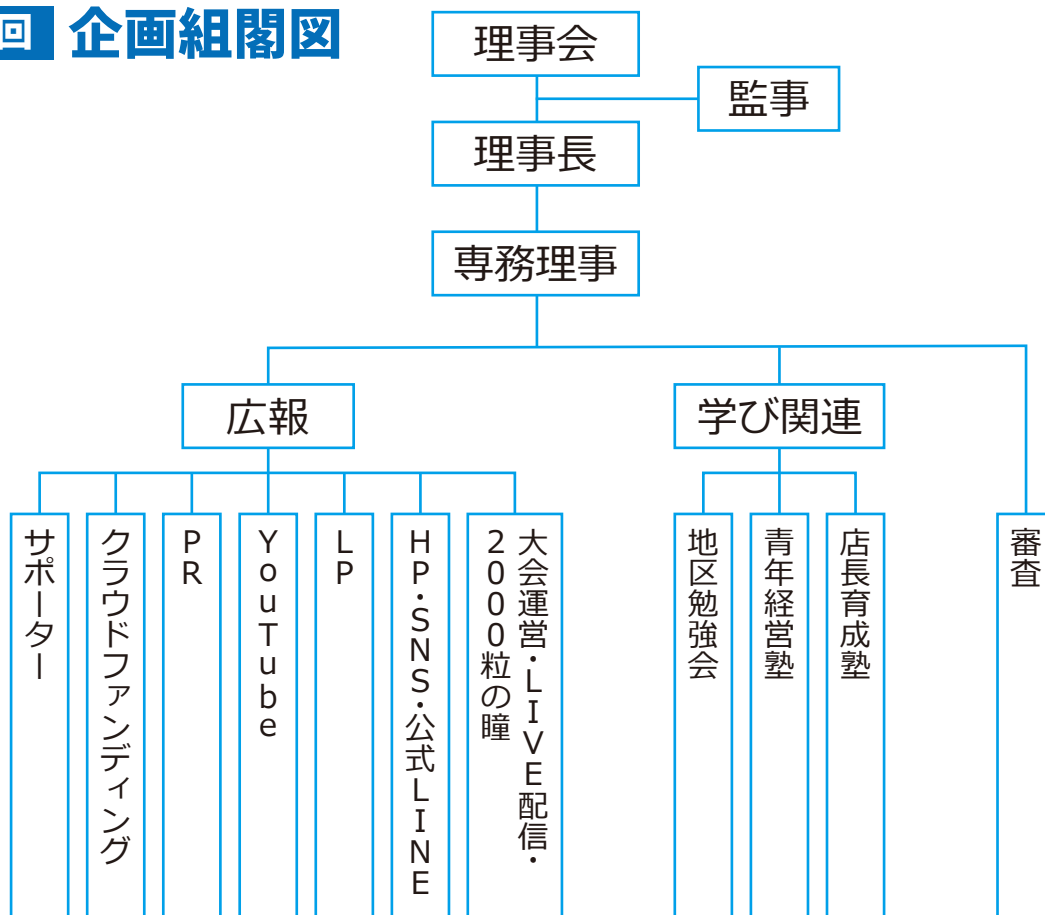 回 企画組閣図
理事会
監事
理事長
専務理事
広報
学び関連
サポーター
クラウドファンディング
PR
YouTube
LP
HP・SNS・公式LINE
大会運営・LIVE配信・
2000粒の瞳
地区勉強会
青年経営塾
店長育成塾
審査